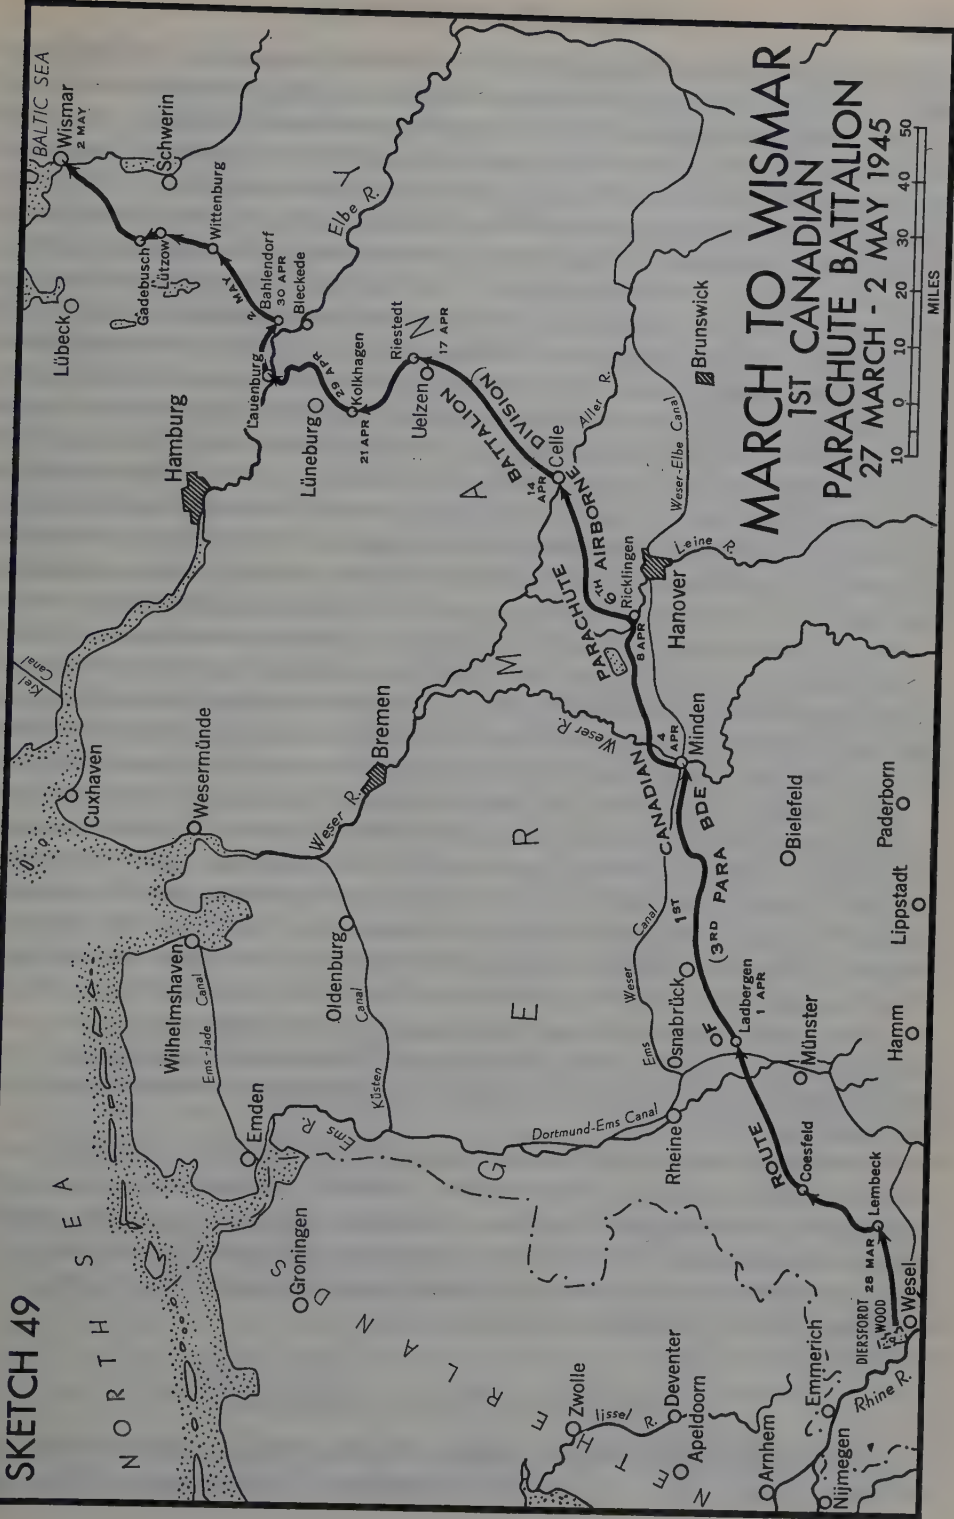 SKETCH 49
NORTH SEA
BALTIC SEA
Kiel Canal
Cuxhaven
Wesermünde
Wilhelmshaven
Ems-Jade Canal
Emden
Ems R.
Groningen
NETHERLANDS
Oldenburg
Küsten Canal
Weser R.
Bremen
Hamburg
Lübeck
Wismar
2 MAY
Schwerin
Gadebusch
Lützow
Wittenburg
2 MAY
Bahlendorf
30 APR
Bleckede
Lauenburg
29 APR
Lüneburg
Kolkhagen
21 APR
Riestedt
17 APR
Uelzen
Elbe R.
GERMANY
Celle
14 APR
Aller R.
Brunswick
Weser-Elbe Canal
Leine R.
Hanover
Ricklingen
8 APR
Weser R.
Minden
4 APR
ROUTE OF 1ST CANADIAN CANADIAN PARACHUTE BATTALION
(3RD PARA BDE 6TH AIRBORNE DIVISION)
Ems Weser Canal
Osnabrück
Ladbergen
1 APR
Bielefeld
Paderborn
Lippstadt
Hamm
Münster
Dortmund-Ems Canal
Rheine
Coesfeld
Lembeck
28 MAR
DIERSFORDT
WOOD
Wesel
Rhine R.
Emmerich
Nijmegen
Arnhem
Apeldoorn
Deventer
Iissel R.
Zwolle
MARCH TO WISMAR
1ST CANADIAN
PARACHUTE BATTALION
27 MARCH - 2 MAY 1945
10 0 10 20 30 40 50
MILES